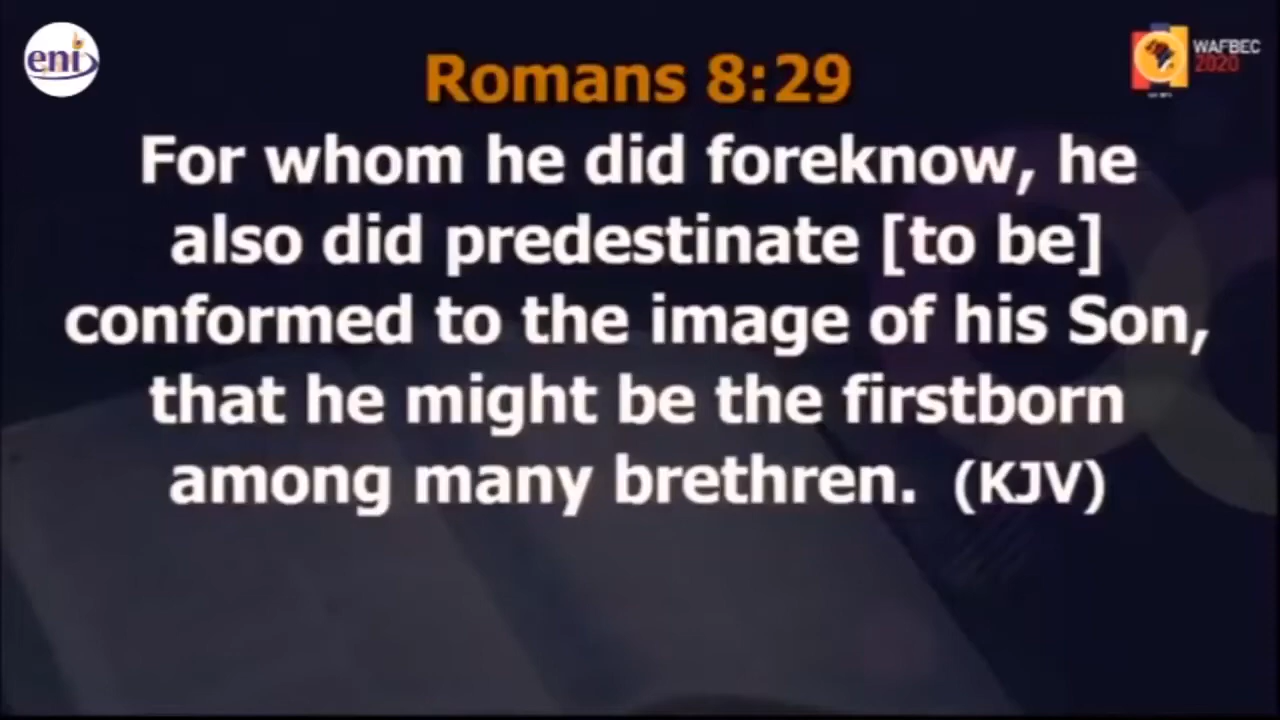 eni
WAFBEC
2020
Romans 8:29
For whom he did foreknow, he
also did predestinate [to be]
conformed to the image of his Son,
that he might be the firstborn
among many brethren. (KJV)